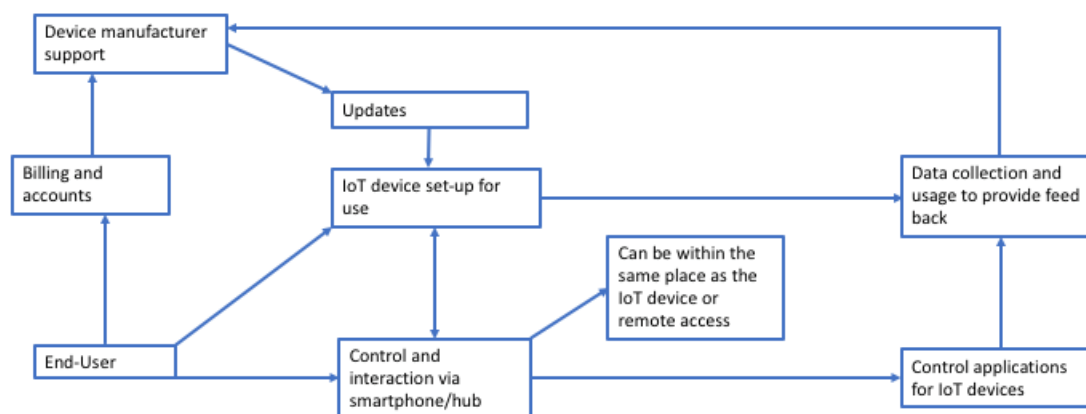 Device manufacturer
support
Updates
Billing and
accounts
IoT device set-up for
use
Data collection and
usage to provide feed
back
Can be within the
same place as the
IoT device or
remote access
End-User
Control and
interaction via
smartphone/hub
Control applications
for IoT devices